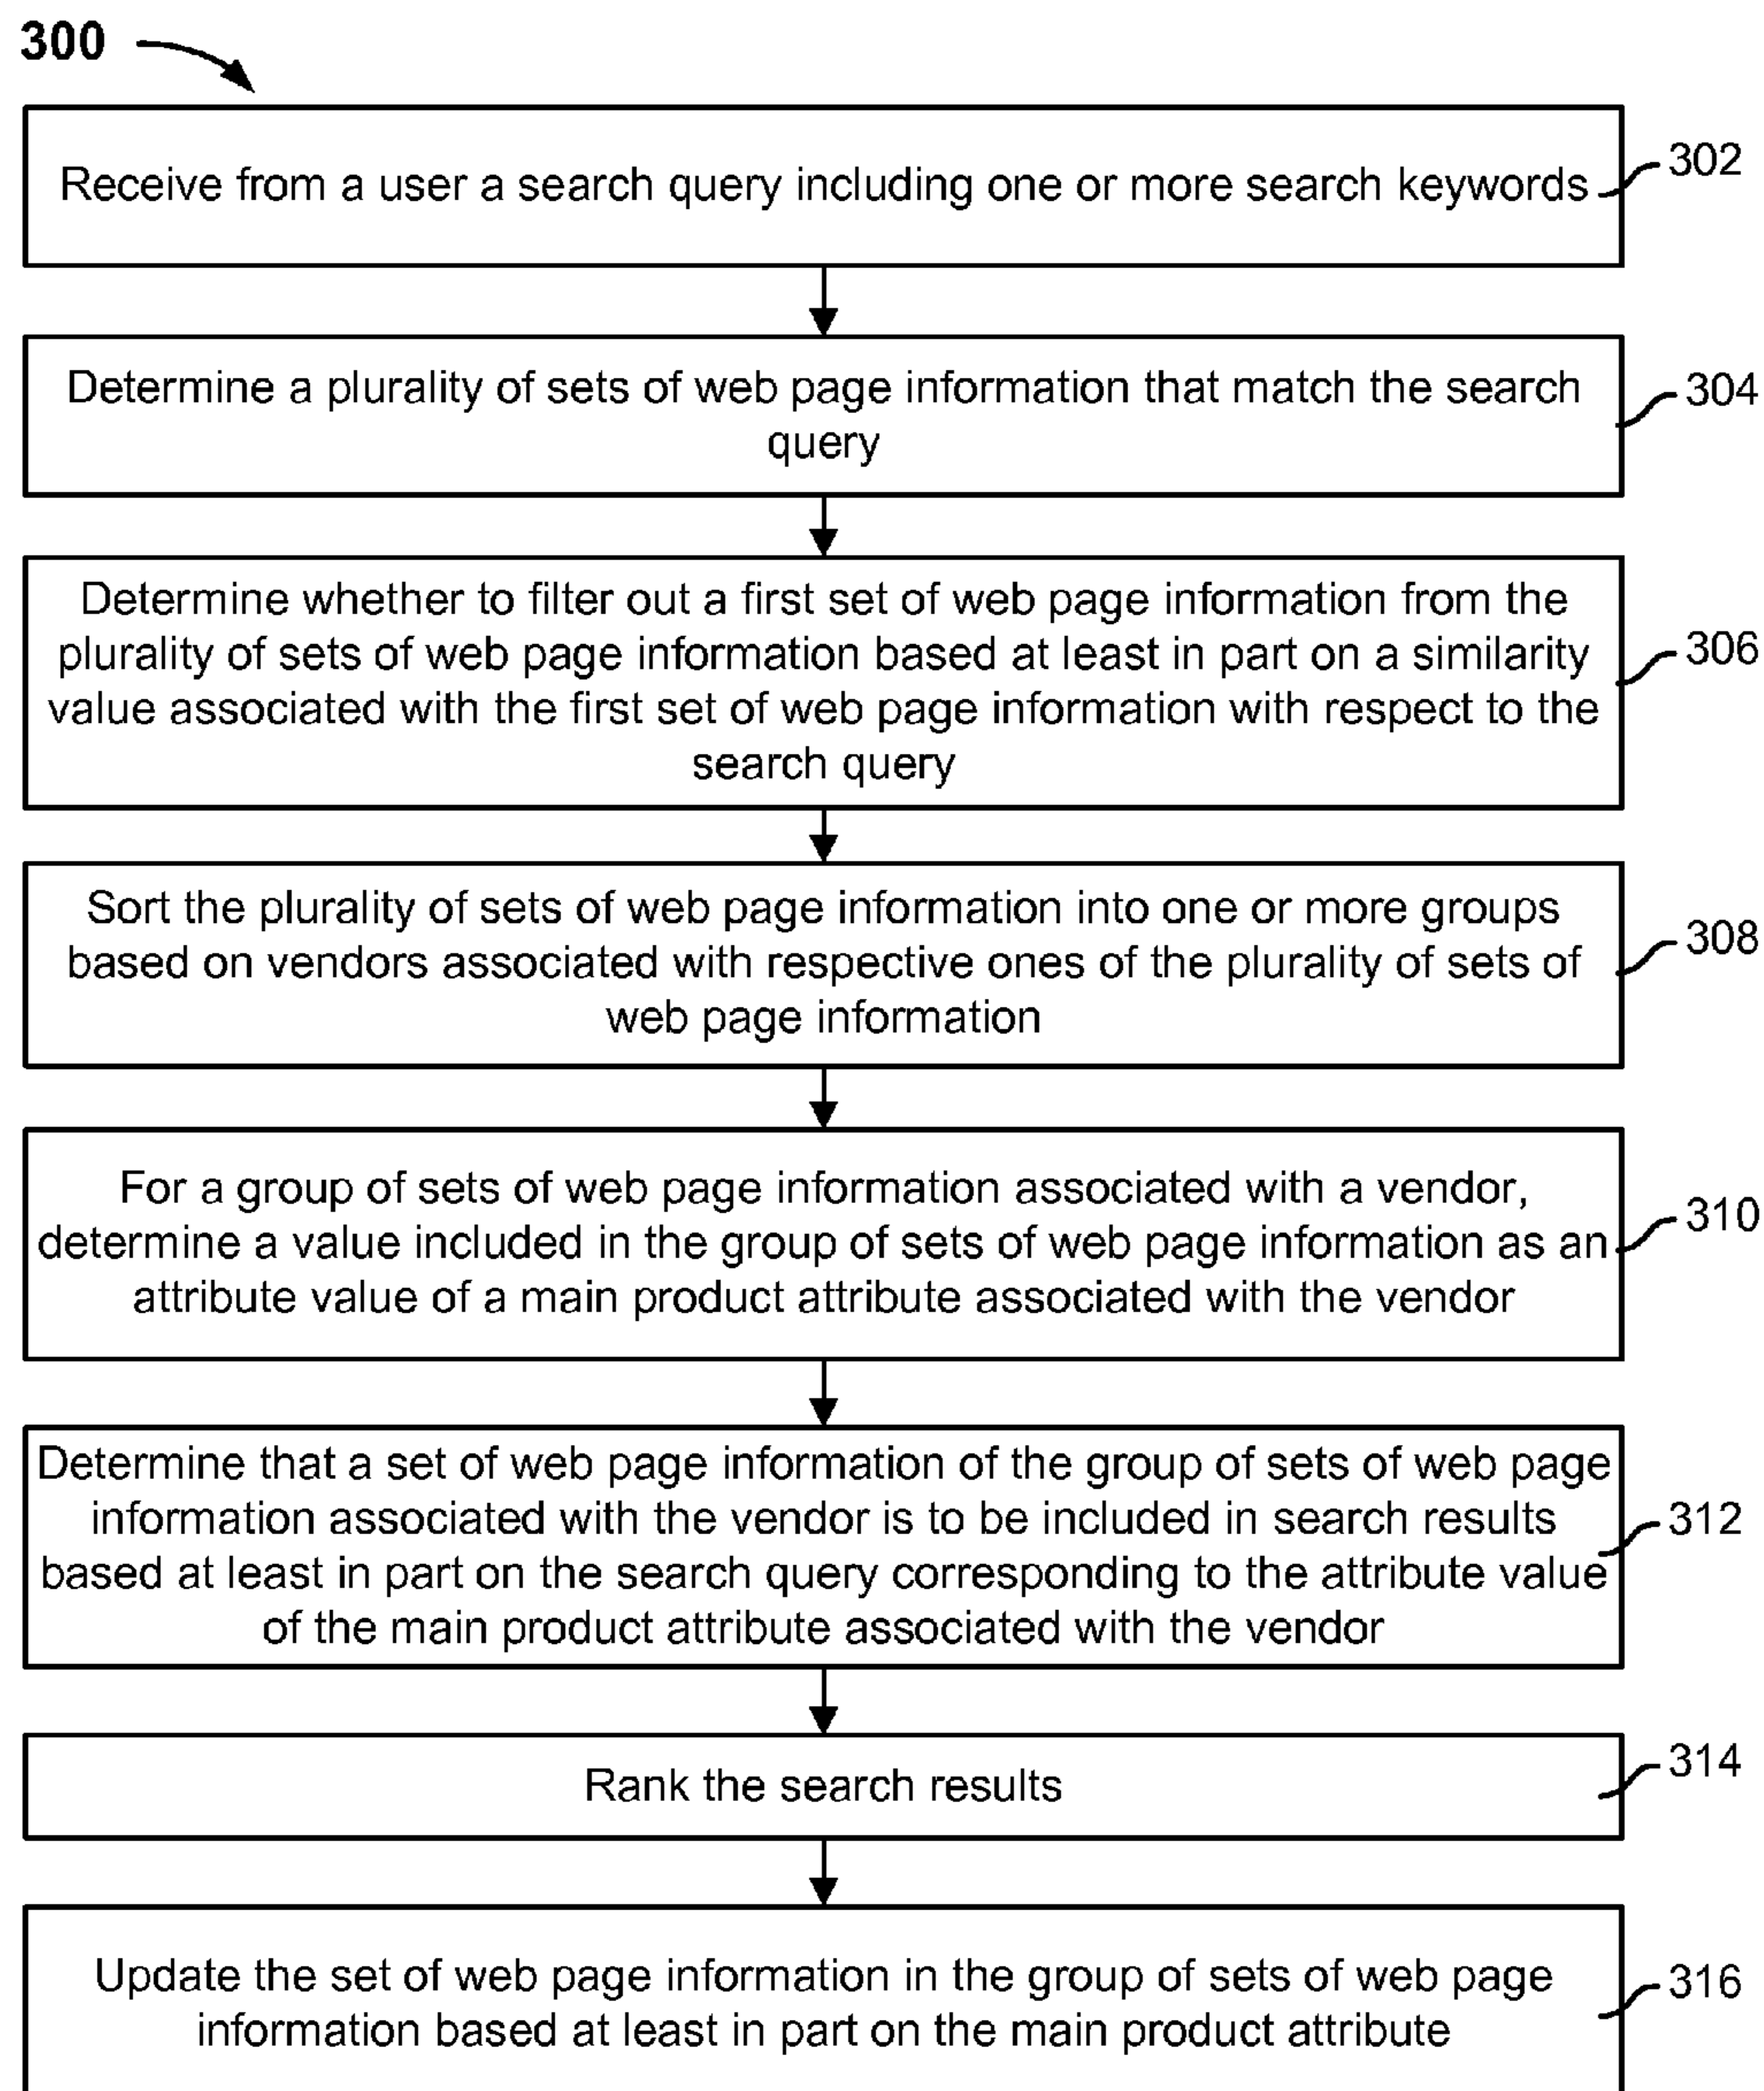 300
Receive from a user a search query including one or more search keywords
302
Determine a plurality of sets of web page information that match the search
query
304
Determine whether to filter out a first set of web page information from the
plurality of sets of web page information based at least in part on a similarity
value associated with the first set of web page information with respect to the
search query
306
Sort the plurality of sets of web page information into one or more groups
based on vendors associated with respective ones of the plurality of sets of
web page information
308
For a group of sets of web page information associated with a vendor,
determine a value included in the group of sets of web page information as an
attribute value of a main product attribute associated with the vendor
310
Determine that a set of web page information of the group of sets of web page
information associated with the vendor is to be included in search results
based at least in part on the search query corresponding to the attribute value
of the main product attribute associated with the vendor
312
Rank the search results
314
Update the set of web page information in the group of sets of web page
information based at least in part on the main product attribute
316